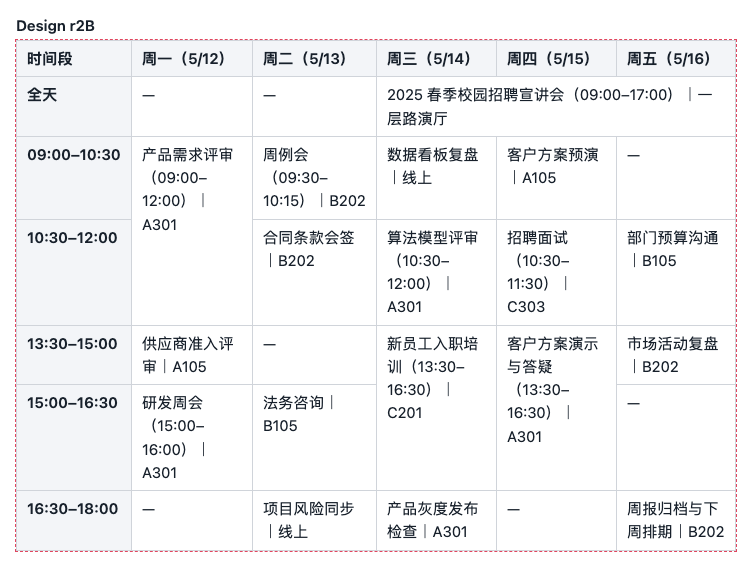 Design r2B
时间段 周一（5/12） 周二（5/13） 周三（5/14） 周四（5/15） 周五（5/16）
全天 — — 2025 春季校园招聘宣讲会（09:00–17:00）｜一
层路演厅
09:00–10:30 产品需求评审 周例会 数据看板复盘 客户方案预演 —
（09:00– （09:30– ｜线上 ｜A105
12:00）｜ 10:15）｜B202
A301
10:30–12:00 合同条款会签 算法模型评审 招聘面试 部门预算沟通
｜B202 （10:30– （10:30– ｜B105
12:00）｜ 11:30）｜
A301 C303
13:30–15:00 供应商准入评 — 新员工入职培 客户方案演示 市场活动复盘
审｜A105 训（13:30– 与答疑 ｜B202
16:30）｜ （13:30–
C201 16:30）｜
A301
15:00–16:30 研发周会 法务咨询｜ —
（15:00– B105
16:00）｜
A301
16:30–18:00 — 项目风险同步 产品灰度发布 — 周报归档与下
｜线上 检查｜A301 周排期｜B202